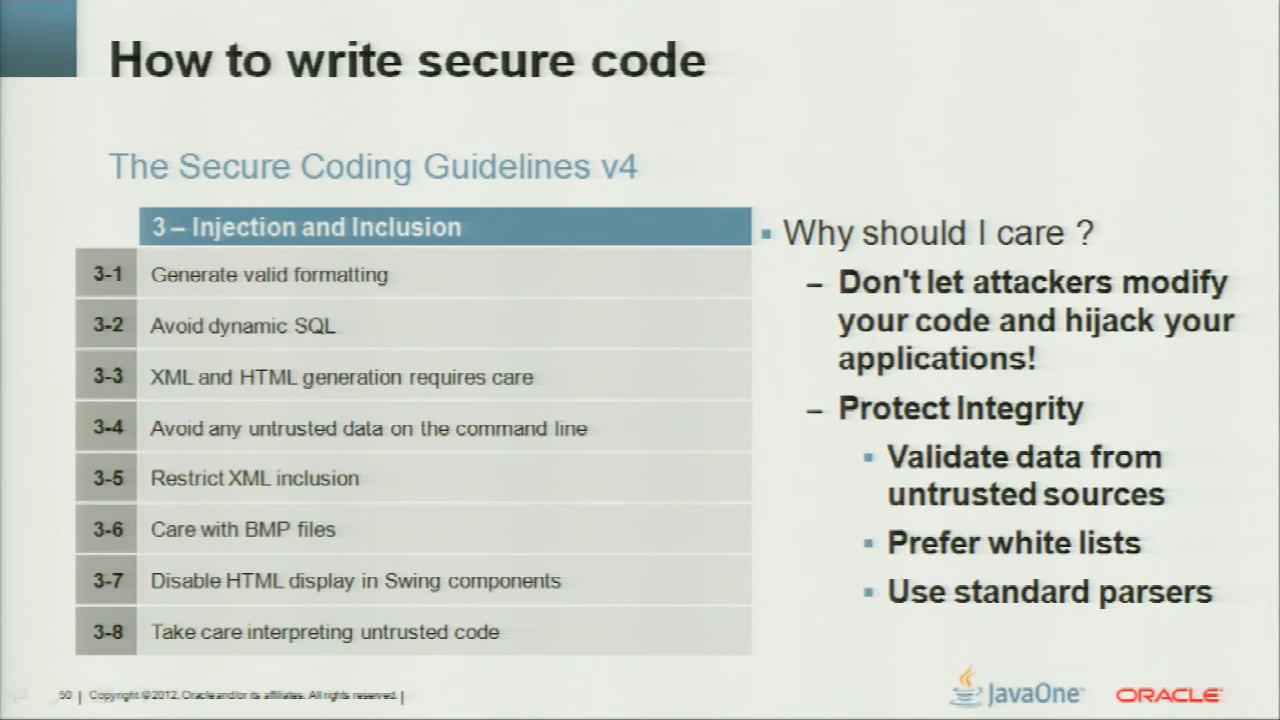 How to write secure code
The Secure Coding Guidelines v4
3 – Injection and Inclusion
3-1 Generate valid formatting
3-2 Avoid dynamic SQL
3-3 XML and HTML generation requires care
3-4 Avoid any untrusted data on the command line
3-5 Restrict XML inclusion
3-6 Care with BMP files
3-7 Disable HTML display in Swing components
3-8 Take care interpreting untrusted code
▪ Why should I care ?
– Don't let attackers modify
your code and hijack your
applications!
– Protect Integrity
▪ Validate data from
untrusted sources
▪ Prefer white lists
▪ Use standard parsers
50 | Copyright © 2012, Oracle and/or its affiliates. All rights reserved. |
JavaOne
ORACLE